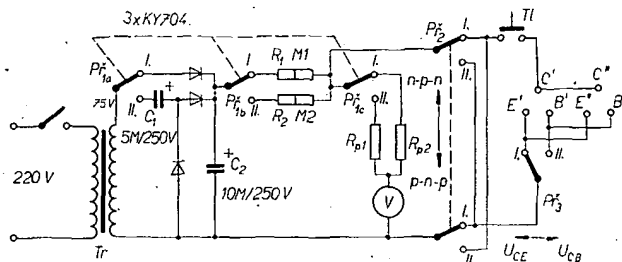 3xKY704
Př1a
I.
II.
75V
C1
+
5M/250V
Př1b
I.
II.
R1 M1
R2 M2
Př1c
I.
II.
+
C2
10M/250V
Rp1
Rp2
V
Př2
I.
II.
n-p-n
p-n-p
I.
II.
Tl
C'
C"
E'
B'
E"
B
I.
II.
Př3
UCE
UCB
220 V
Tr